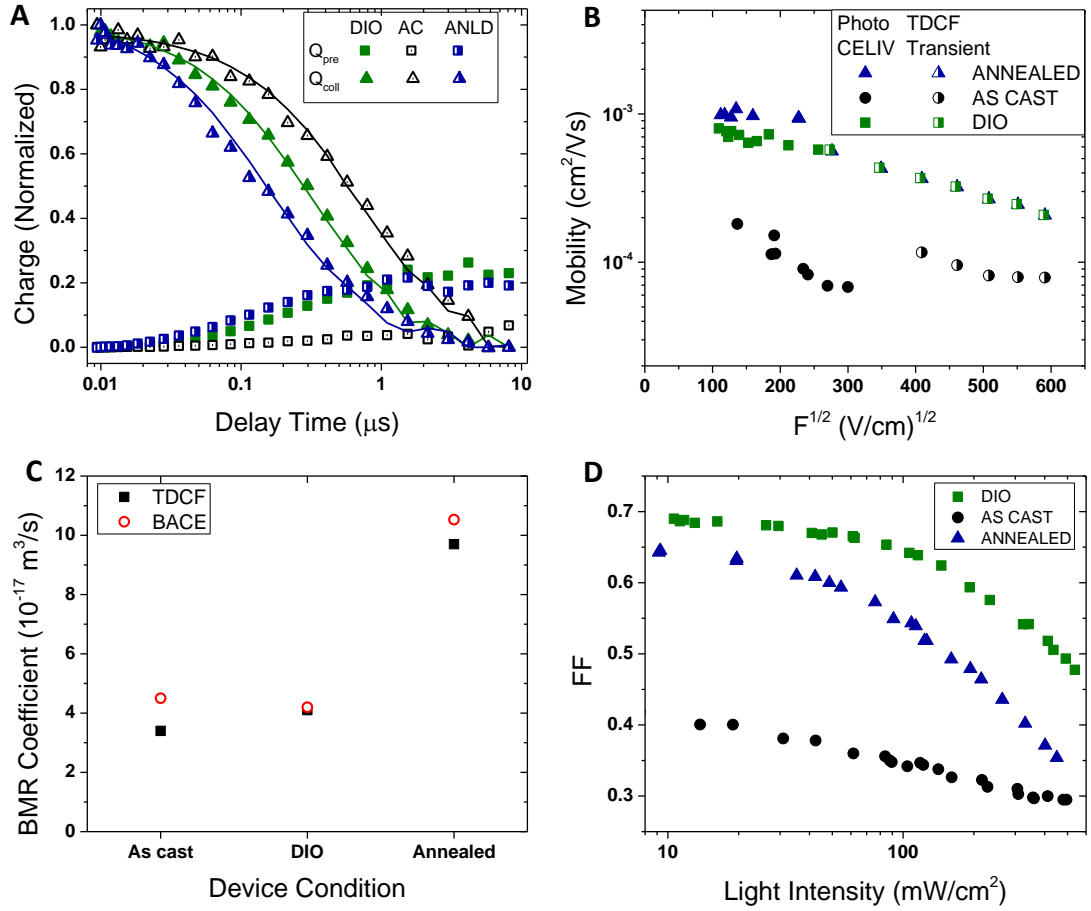 A
DIO AC ANLD
Qpre
Qcoll
1.0
0.8
0.6
0.4
0.2
0.0
Charge (Normalized)
0.01 0.1 1 10
Delay Time (μs)
B
Photo TDCF
CELIV Transient
ANNEALED
AS CAST
DIO
10⁻³
10⁻⁴
Mobility (cm²/Vs)
0 100 200 300 400 500 600
F^1/2 (V/cm)^1/2
C
TDCF
BACE
12
10
8
6
4
2
0
BMR Coefficient (10⁻¹⁷ m³/s)
As cast DIO Annealed
Device Condition
D
DIO
AS CAST
ANNEALED
0.7
0.6
0.5
0.4
0.3
FF
10 100
Light Intensity (mW/cm²)